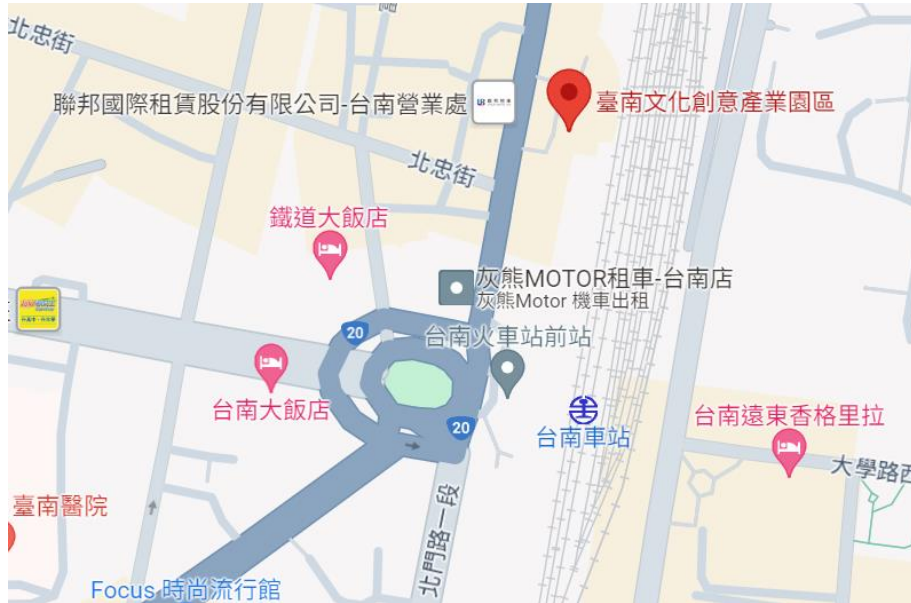 北忠街
聯邦國際租賃股份有限公司-台南營業處
臺南文化創意產業園區
北忠街
鐵道大飯店
灰熊MOTOR租車-台南店
灰熊Motor 機車出租
20
台南火車站前站
台南大飯店
20
台南車站
台南遠東香格里拉
大學路西
臺南醫院
北門路一段
Focus 時尚流行館